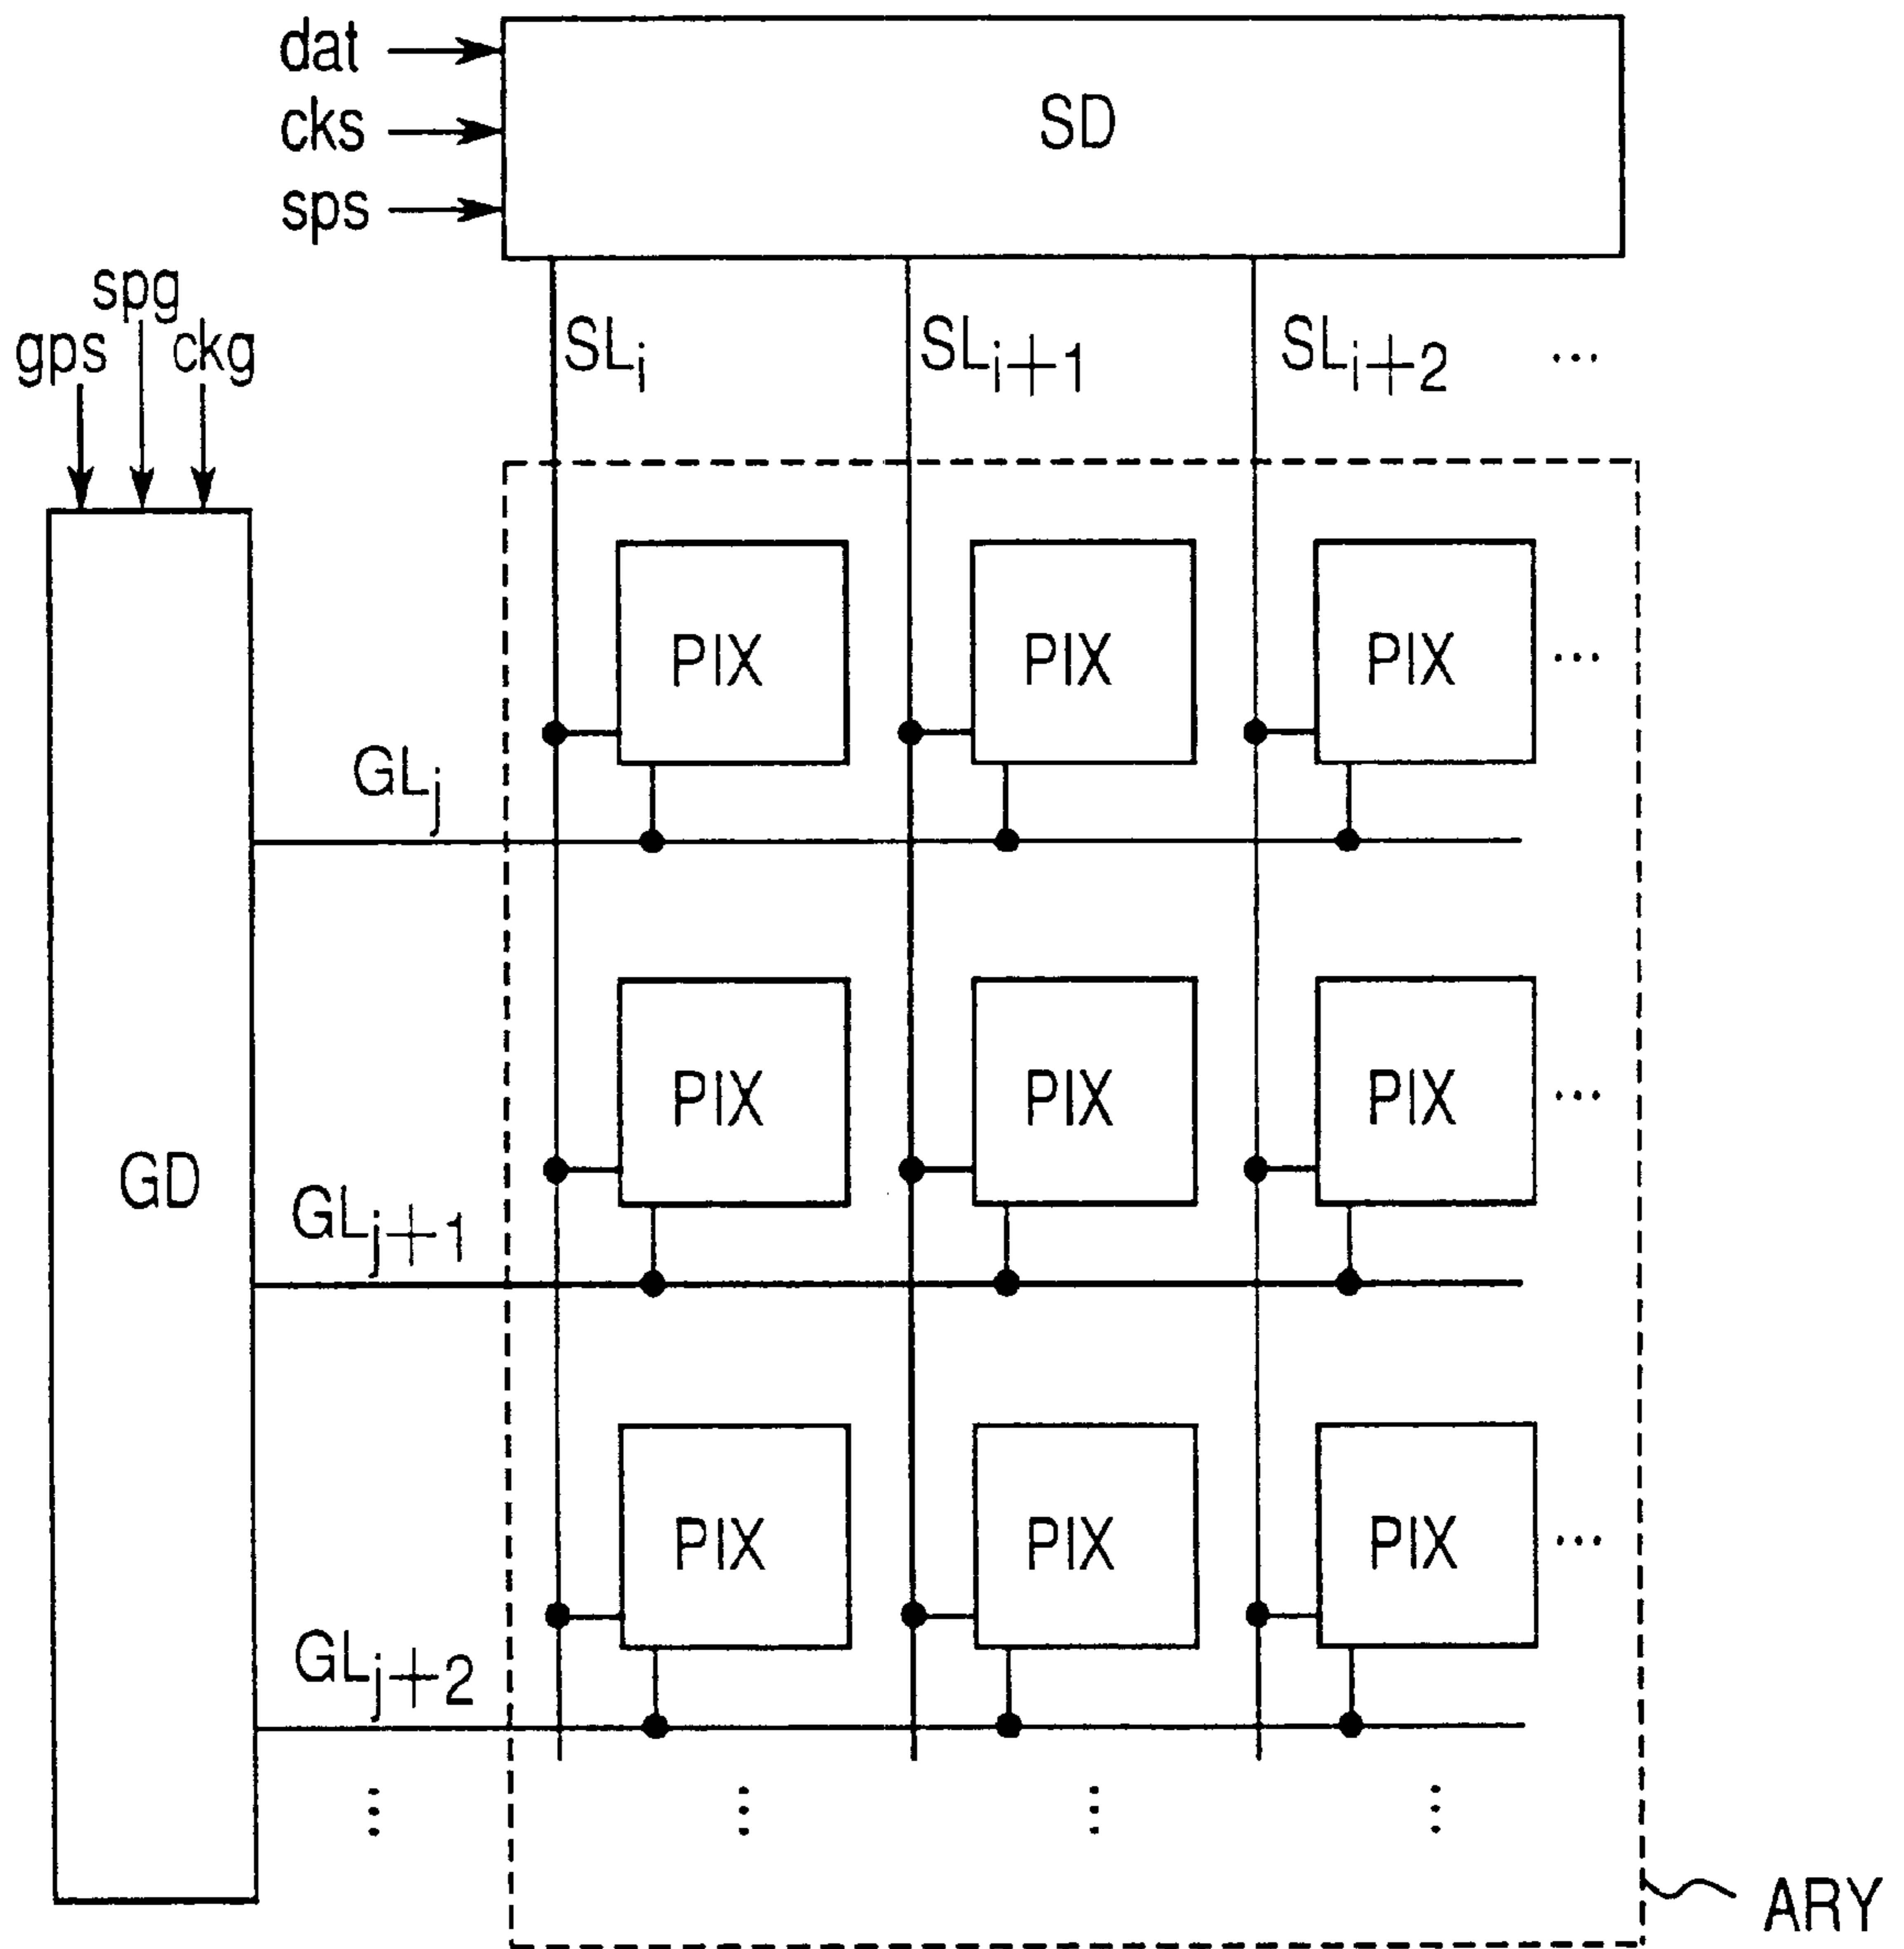 dat
cks
SD
sps
spg
gps ckg
SLi SLi+1 SLi+2 ...
PIX PIX PIX ...
GLj
PIX PIX PIX ...
GD
GLj+1
PIX PIX PIX ...
GLj+2
ARY